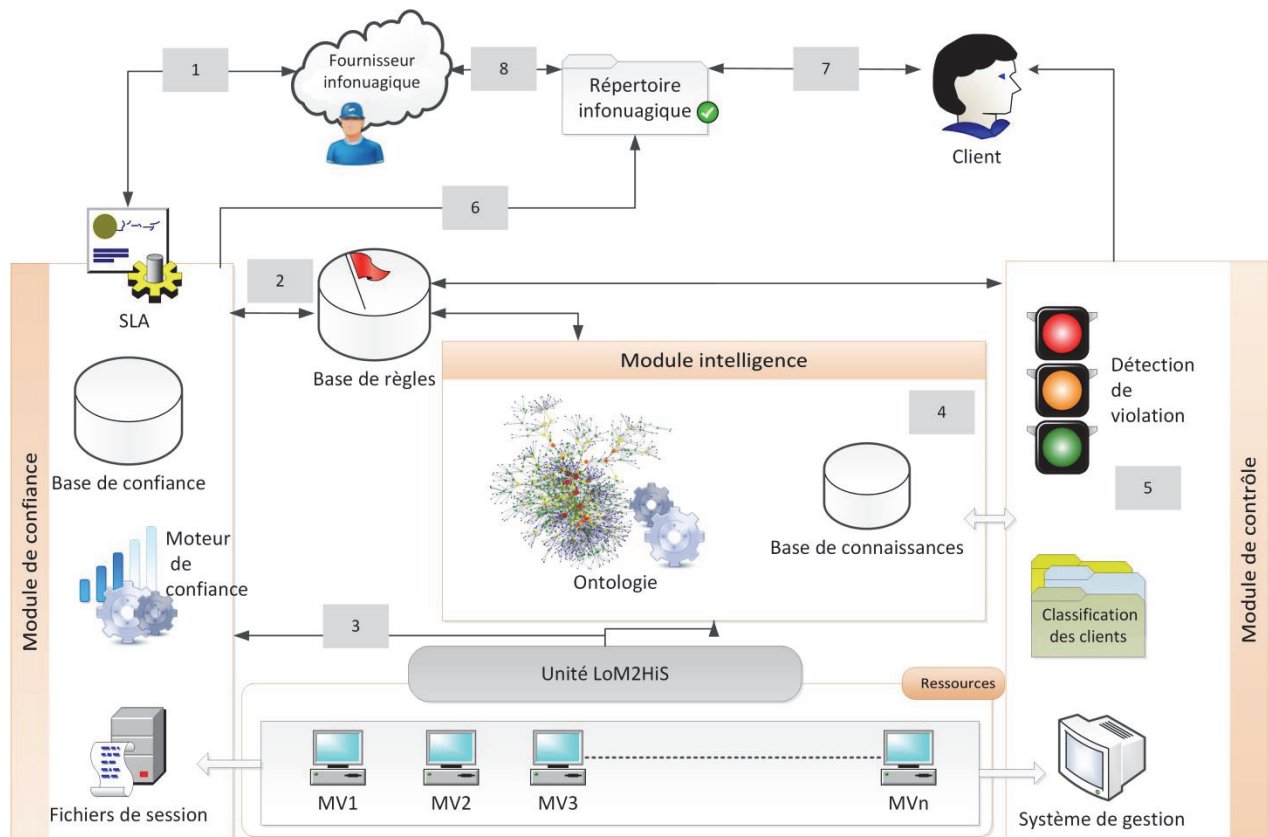 1
Fournisseur
infonuagique
8
Répertoire
infonuagique
7
Client
6
2
SLA
Base de règles
Module de confiance
Base de confiance
Moteur
de
confiance
Fichiers de session
Module intelligence
4
Ontologie
Base de connaissances
3
Unité LoM2HiS
Ressources
MV1
MV2
MV3
MVn
Détection
de
violation
5
Classification
des clients
Système de gestion
Module de contrôle